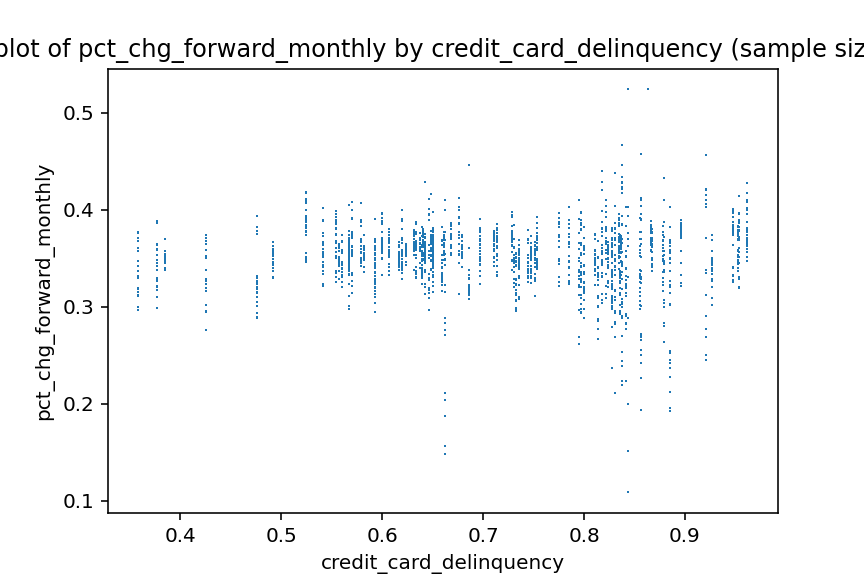 plot of pct_chg_forward_monthly by credit_card_delinquency (sample siz
0.5
0.4
0.3
0.2
0.1
pct_chg_forward_monthly
0.4 0.5 0.6 0.7 0.8 0.9
credit_card_delinquency